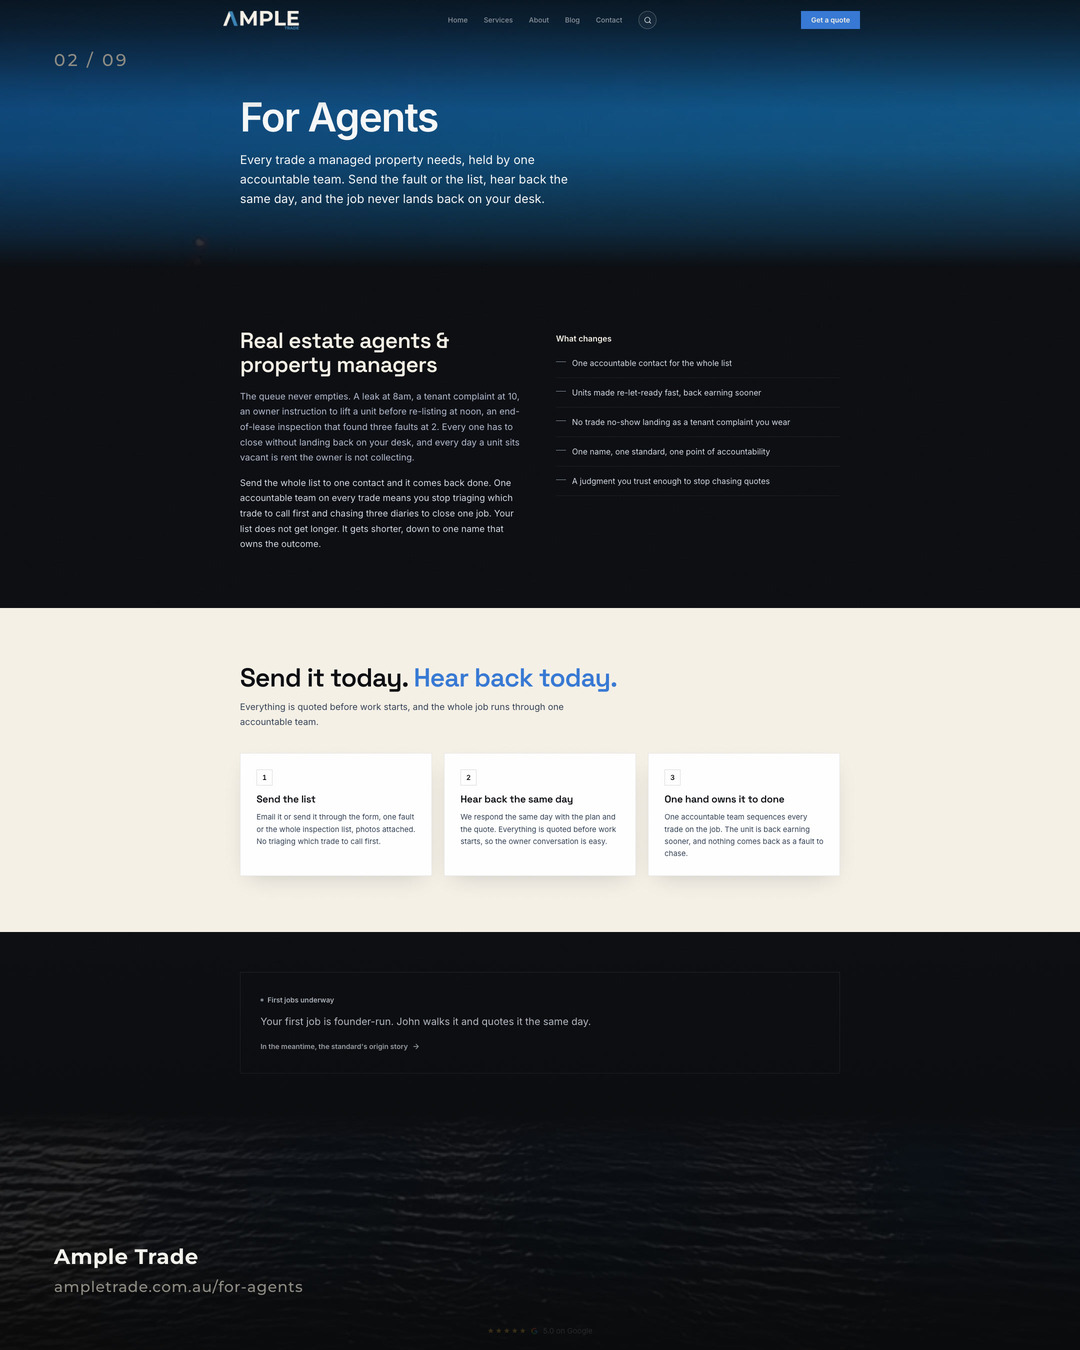 AMPLE
TRADE
Home Services About Blog Contact
Get a quote
02 / 09
For Agents
Every trade a managed property needs, held by one
accountable team. Send the fault or the list, hear back the
same day, and the job never lands back on your desk.
Real estate agents &
property managers
The queue never empties. A leak at 8am, a tenant complaint at 10,
an owner instruction to lift a unit before re-listing at noon, an end-
of-lease inspection that found three faults at 2. Every one has to
close without landing back on your desk, and every day a unit sits
vacant is rent the owner is not collecting.
Send the whole list to one contact and it comes back done. One
accountable team on every trade means you stop triaging which
trade to call first and chasing three diaries to close one job. Your
list does not get longer. It gets shorter, down to one name that
owns the outcome.
What changes
One accountable contact for the whole list
Units made re-let-ready fast, back earning sooner
No trade no-show landing as a tenant complaint you wear
One name, one standard, one point of accountability
A judgment you trust enough to stop chasing quotes
Send it today. Hear back today.
Everything is quoted before work starts, and the whole job runs through one
accountable team.
1
Send the list
Email it or send it through the form, one fault
or the whole inspection list, photos attached.
No triaging which trade to call first.
2
Hear back the same day
We respond the same day with the plan and
the quote. Everything is quoted before work
starts, so the owner conversation is easy.
3
One hand owns it to done
One accountable team sequences every
trade on the job. The unit is back earning
sooner, and nothing comes back as a fault to
chase.
First jobs underway
Your first job is founder-run. John walks it and quotes it the same day.
In the meantime, the standard's origin story →
Ample Trade
ampletrade.com.au/for-agents
★★★★★ G 5.0 on Google